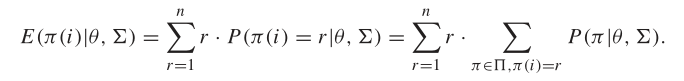 E(π(i)|θ, Σ) = ∑_{r=1}^{n} r · P(π(i) = r|θ, Σ) = ∑_{r=1}^{n} r · ∑_{π∈Π,π(i)=r} P(π|θ, Σ).